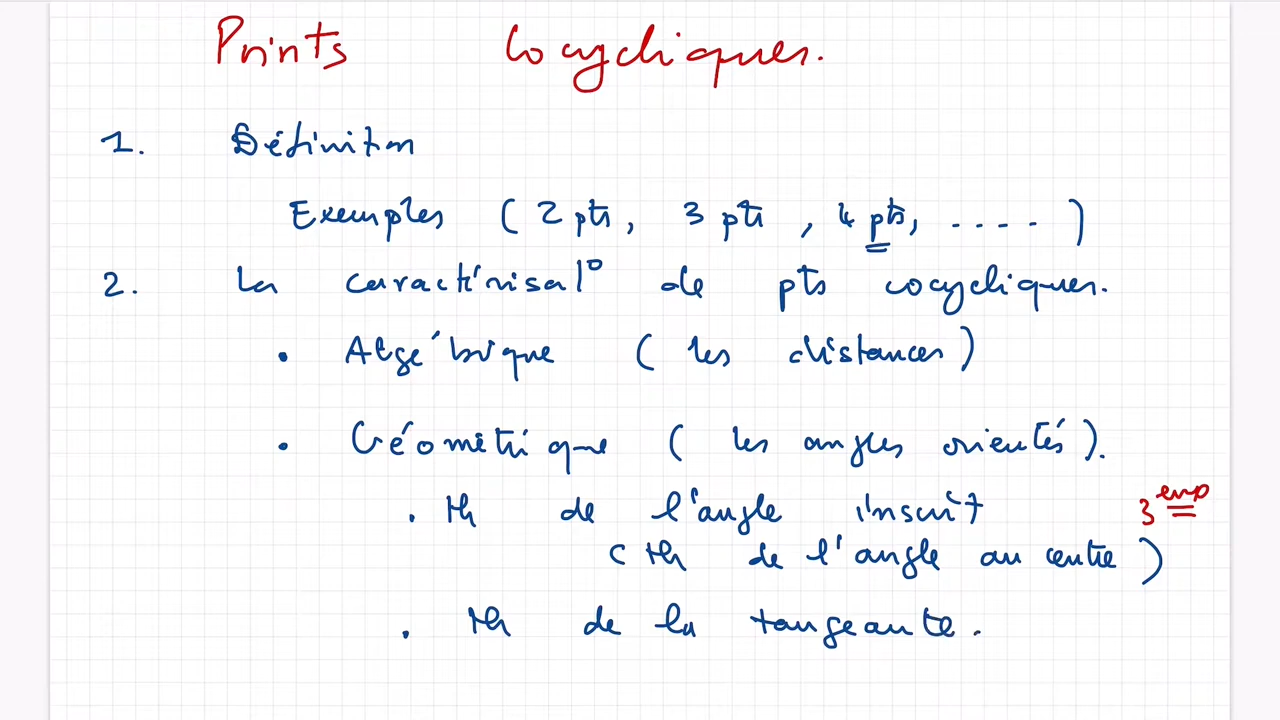 Points Cocycliques.
1. Définition
Exemples ( 2 pts, 3 pts, 4 pts, .... )
2. La caractérisat° de pts cocycliques.
• Algébrique ( les distances )
• Géométrique ( les angles orientés ).
. th de l'angle inscrit
( th de l'angle au centre )
. th de la tangeante.